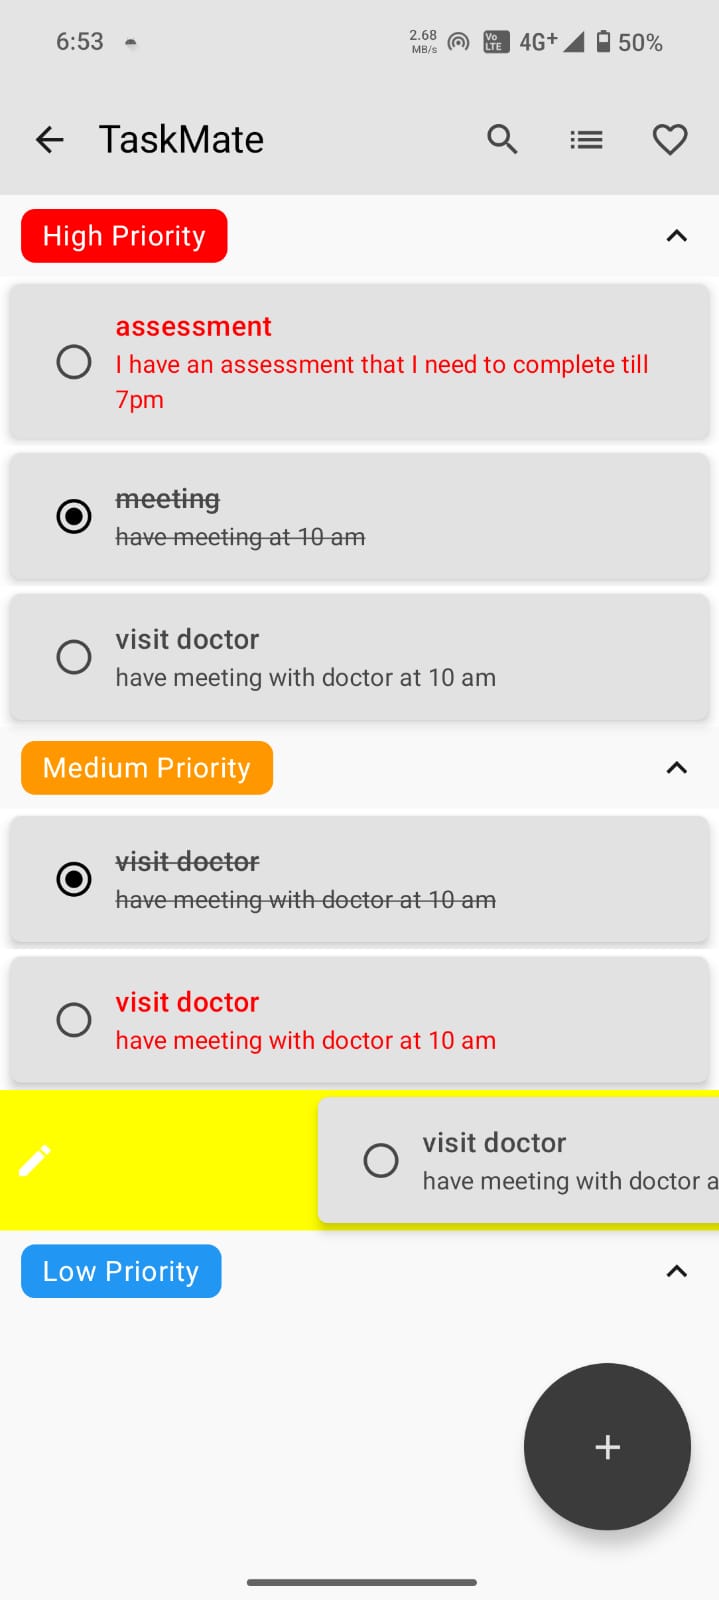 6:53 2.68 MB/s Vo LTE 4G+ 50%
TaskMate
High Priority
assessment
I have an assessment that I need to complete till
7pm
meeting
have meeting at 10 am
visit doctor
have meeting with doctor at 10 am
Medium Priority
visit doctor
have meeting with doctor at 10 am
visit doctor
have meeting with doctor at 10 am
visit doctor
have meeting with doctor a
Low Priority
+